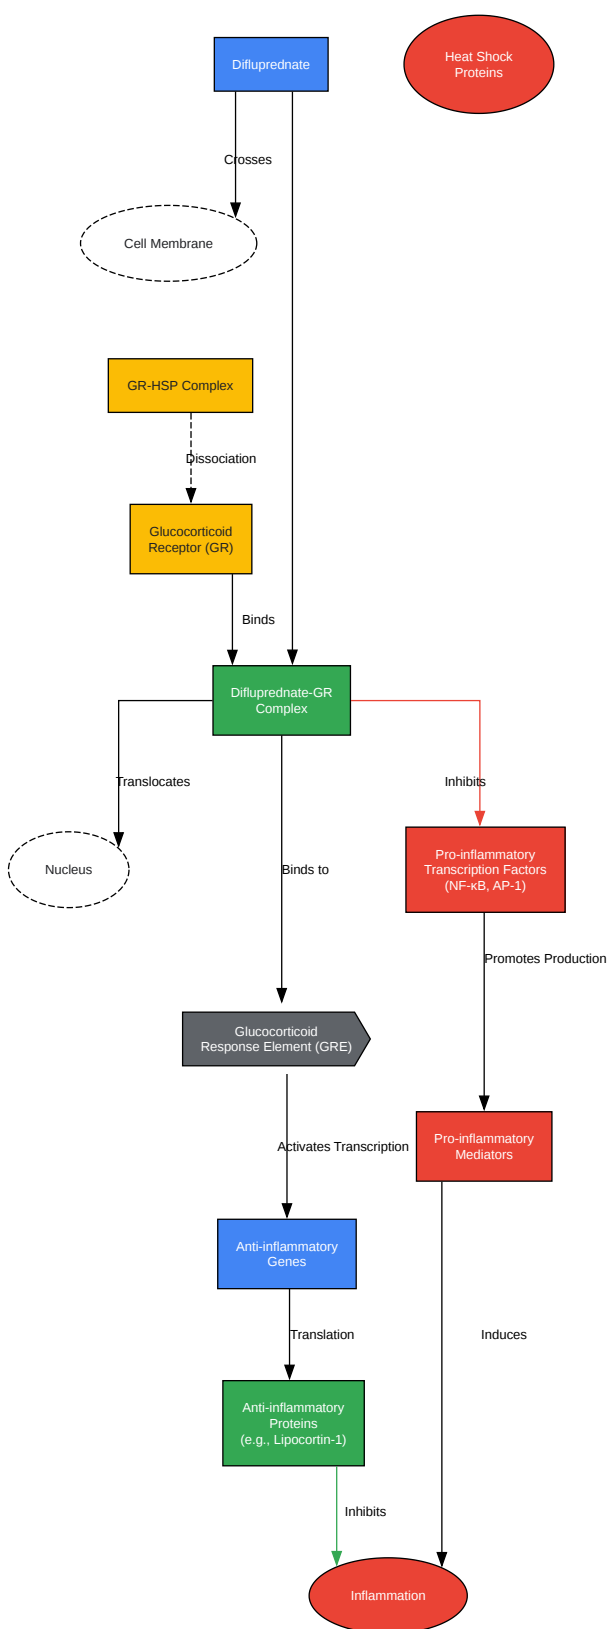 Difluprednate
Heat Shock
Proteins
Crosses
Cell Membrane
GR-HSP Complex
Dissociation
Glucocorticoid
Receptor (GR)
Binds
Difluprednate-GR
Complex
Translocates
Inhibits
Nucleus
Binds to
Pro-inflammatory
Transcription Factors
(NF-κB, AP-1)
Promotes Production
Glucocorticoid
Response Element (GRE)
Activates Transcription
Pro-inflammatory
Mediators
Anti-inflammatory
Genes
Translation
Induces
Anti-inflammatory
Proteins
(e.g., Lipocortin-1)
Inhibits
Inflammation